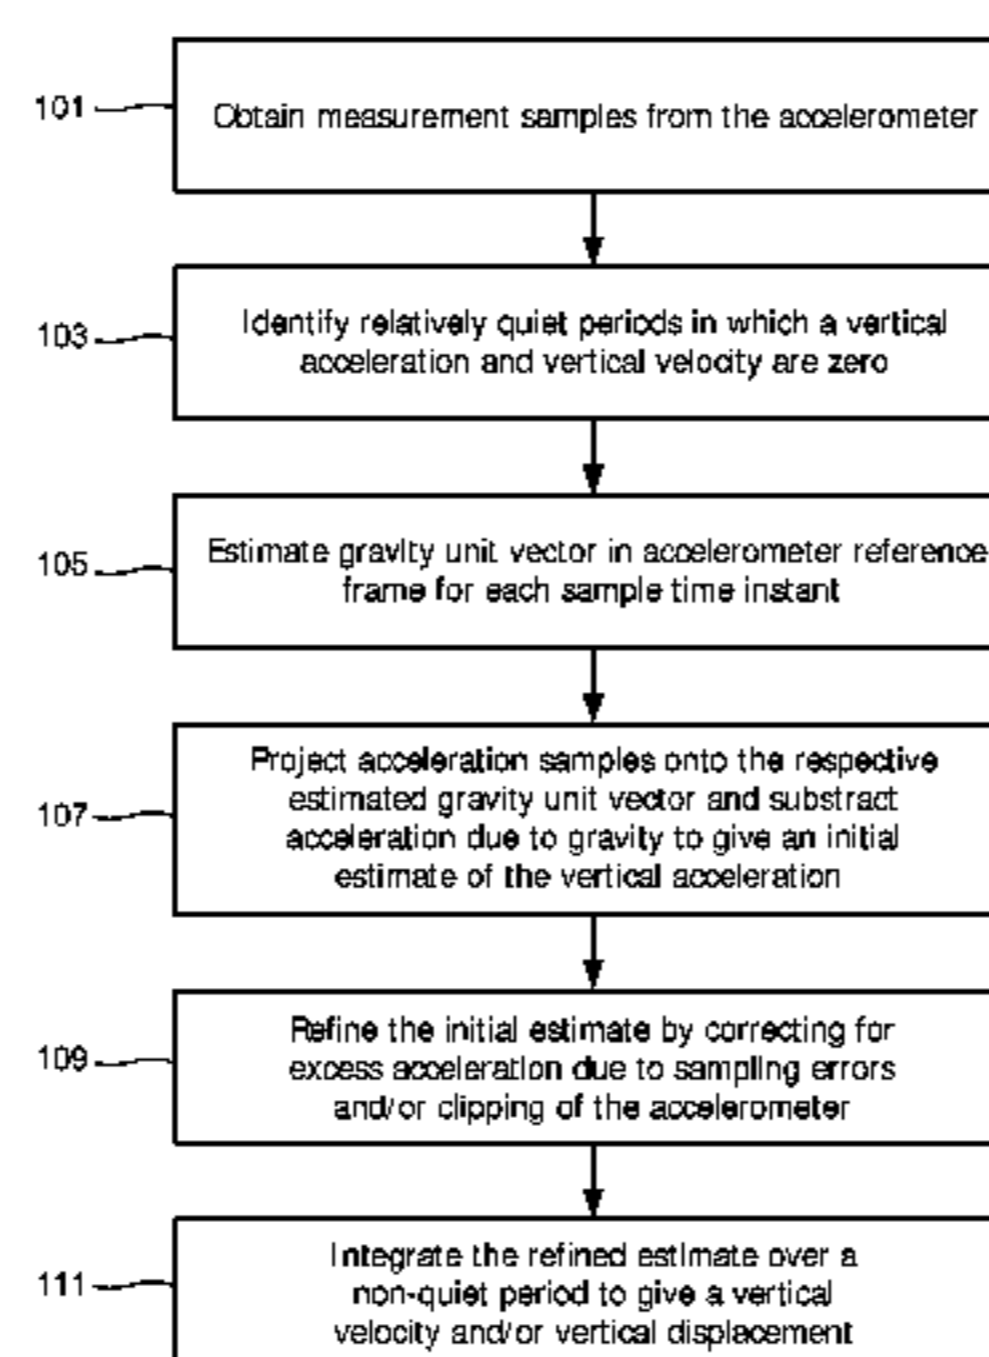 101
Obtain measurement samples from the accelerometer
103
Identify relatively quiet periods in which a vertical
acceleration and vertical velocity are zero
105
Estimate gravity unit vector in accelerometer reference
frame for each sample time instant
107
Project acceleration samples onto the respective
estimated gravity unit vector and substract
acceleration due to gravity to give an initial
estimate of the vertical acceleration
109
Refine the initial estimate by correcting for
excess acceleration due to sampling errors
and/or clipping of the accelerometer
111
Integrate the refined estimate over a
non-quiet period to give a vertical
velocity and/or vertical displacement